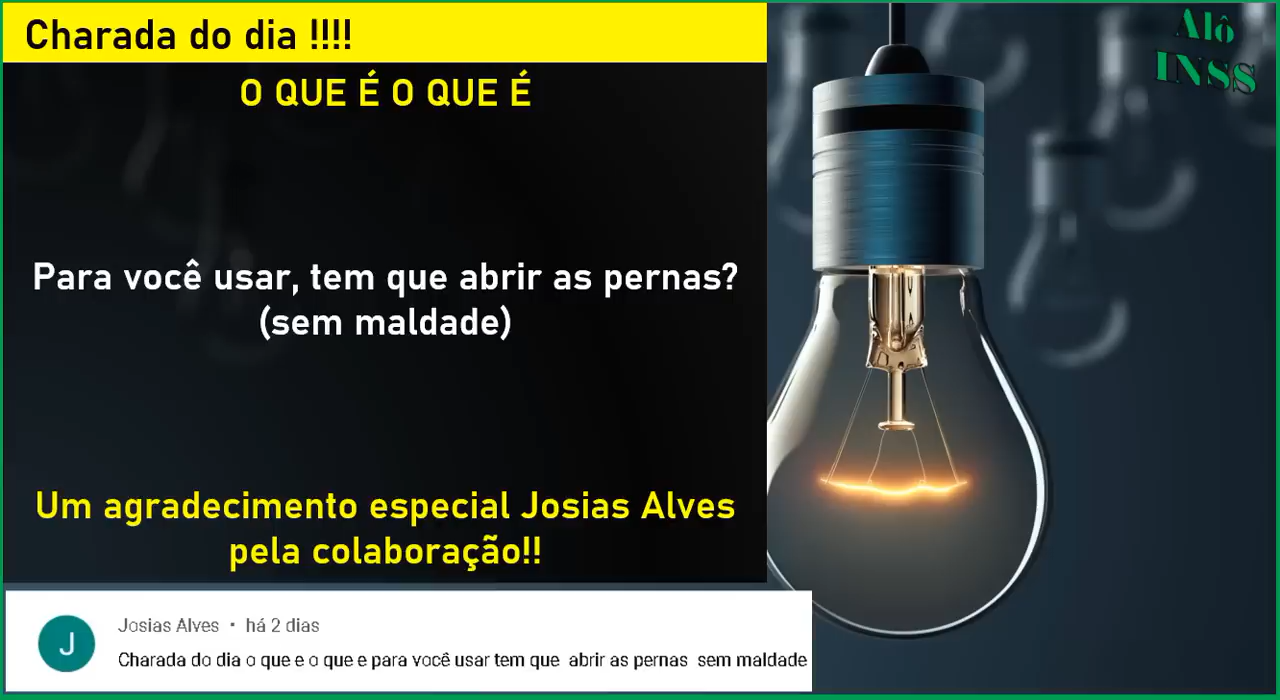 Charada do dia !!!!
Alô
INSS
O QUE É O QUE É
Para você usar, tem que abrir as pernas?
(sem maldade)
Um agradecimento especial Josias Alves
pela colaboração!!
J
Josias Alves • há 2 dias
Charada do dia o que e o que e para você usar tem que abrir as pernas sem maldade